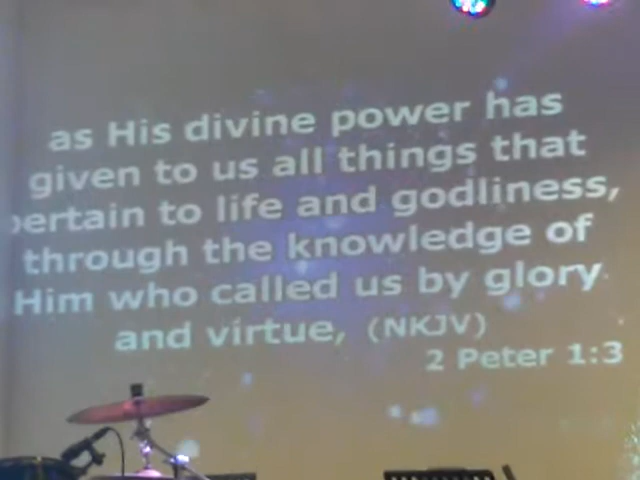 as His divine power has
given to us all things that
pertain to life and godliness,
through the knowledge of
Him who called us by glory
and virtue, (NKJV)
2 Peter 1:3